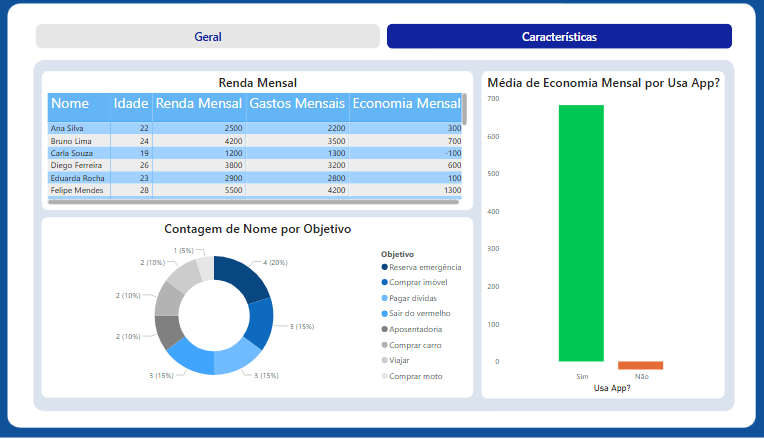 Geral
Características
Renda Mensal
Nome Idade Renda Mensal Gastos Mensais Economia Mensal
Ana Silva 22 2500 2200 300
Bruno Lima 24 4200 3500 700
Carla Souza 19 1200 1300 -100
Diego Ferreira 26 3800 3200 600
Eduarda Rocha 23 2900 2800 100
Felipe Mendes 28 5500 4200 1300
Contagem de Nome por Objetivo
1 (5%)
2 (10%)
2 (10%)
2 (10%)
3 (15%)
3 (15%)
3 (15%)
4 (20%)
Objetivo
Reserva emergência
Comprar imóvel
Pagar dívidas
Sair do vermelho
Aposentadoria
Comprar carro
Viajar
Comprar moto
Média de Economia Mensal por Usa App?
700
600
500
400
300
200
100
0
Sim Não
Usa App?